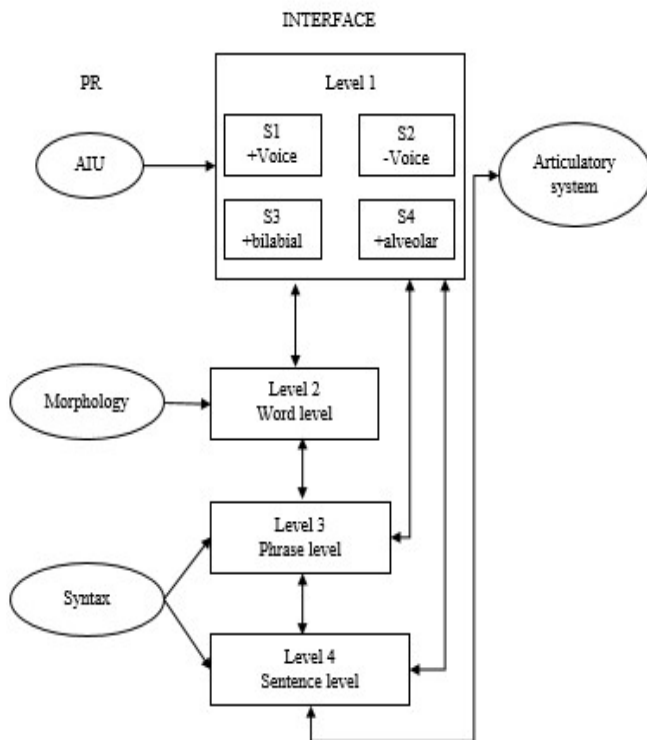 INTERFACE
PR
Level 1
S1
+Voice
S2
-Voice
AIU
Articulatory
system
S3
+bilabial
S4
+alveolar
Level 2
Word level
Morphology
Level 3
Phrase level
Syntax
Level 4
Sentence level